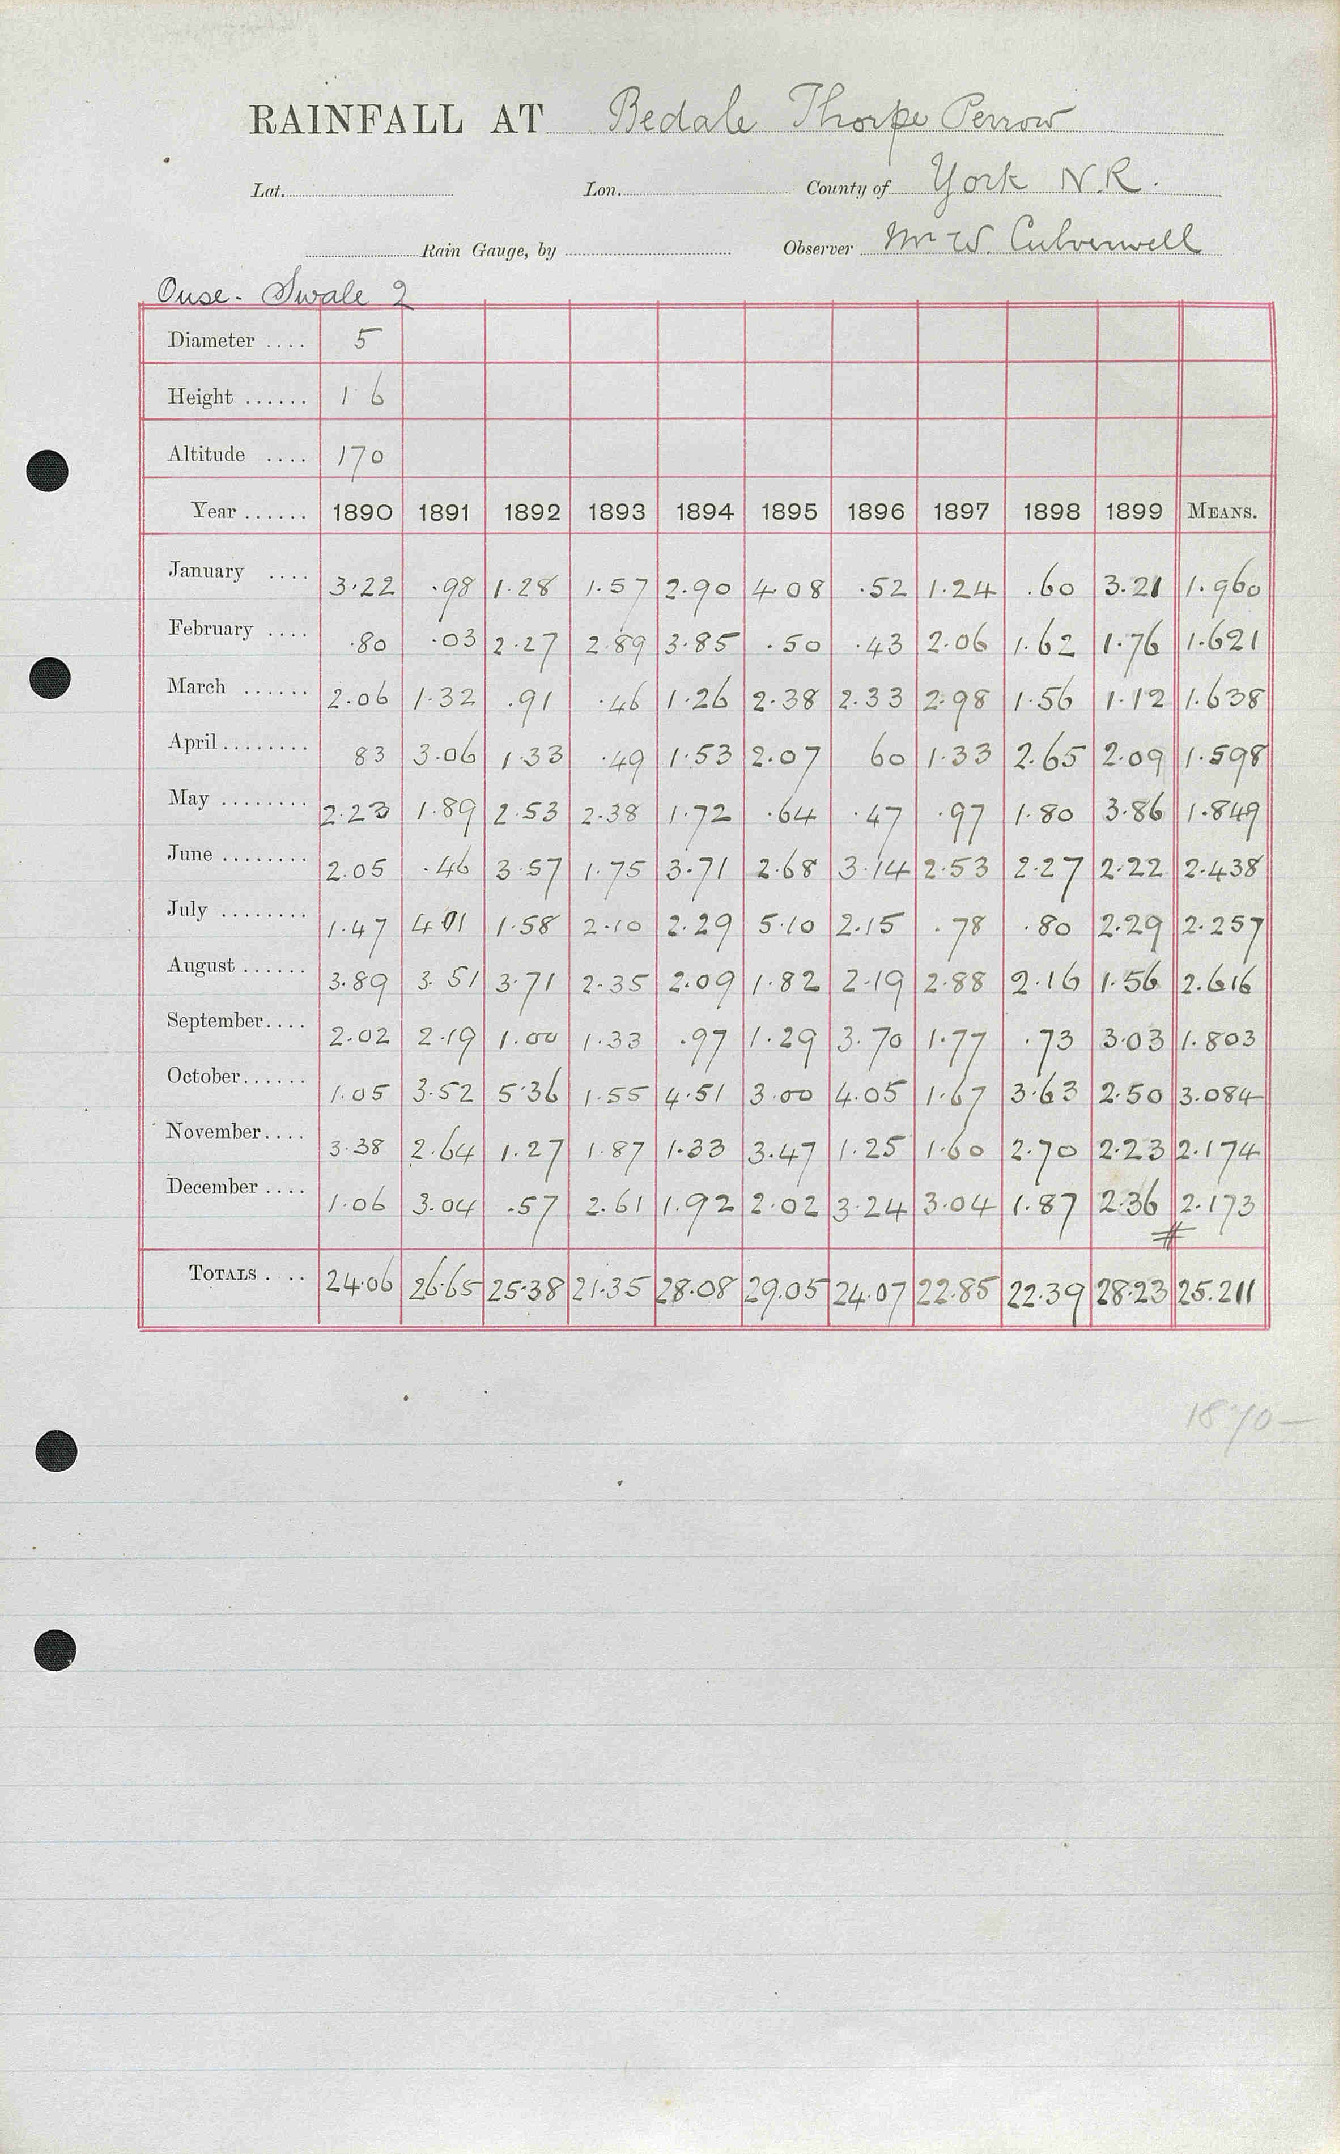 RAINFALL AT Bedale Thorpe Perrow
Lat. Lon. County of York N.R.
Rain Gauge, by Observer Mr W. Culverwell
Ouse - Swale 2
Diameter .... 5
Height ...... 1 6
Altitude .... 170
Year ...... 1890 1891 1892 1893 1894 1895 1896 1897 1898 1899 MEANS.
January .... 3.22 .98 1.28 1.57 2.90 4.08 .52 1.24 .60 3.21 1.960
February .... .80 .03 2.27 2.89 3.85 .50 .43 2.06 1.62 1.76 1.621
March ...... 2.06 1.32 .91 .46 1.26 2.38 2.33 2.98 1.56 1.12 1.638
April ........ 83 3.06 1.33 .49 1.53 2.07 60 1.33 2.65 2.09 1.598
May ........ 2.23 1.89 2.53 2.38 1.72 .64 .47 .97 1.80 3.86 1.849
June ........ 2.05 .46 3.57 1.75 3.71 2.68 3.14 2.53 2.27 2.22 2.438
July ........ 1.47 4 01 1.58 2.10 2.29 5.10 2.15 .78 .80 2.29 2.257
August ...... 3.89 3.51 3.71 2.35 2.09 1.82 2.19 2.88 2.16 1.56 2.616
September .... 2.02 2.19 1.00 1.33 .97 1.29 3.70 1.77 .73 3.03 1.803
October ...... 1.05 3.52 5.36 1.55 4.51 3.00 4.05 1.67 3.63 2.50 3.084
November .... 3.38 2.64 1.27 1.87 1.33 3.47 1.25 1.60 2.70 2.23 2.174
December .... 1.06 3.04 .57 2.61 1.92 2.02 3.24 3.04 1.87 2.36 2.173
#
TOTALS . .. 24.06 26.65 25.38 21.35 28.08 29.05 24.07 22.85 22.39 28.23 25.211
1870-